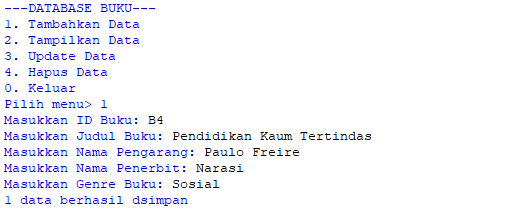 ---DATABASE BUKU---
1. Tambahkan Data
2. Tampilkan Data
3. Update Data
4. Hapus Data
0. Keluar
Pilih menu> 1
Masukkan ID Buku: B4
Masukkan Judul Buku: Pendidikan Kaum Tertindas
Masukkan Nama Pengarang: Paulo Freire
Masukkan Nama Penerbit: Narasi
Masukkan Genre Buku: Sosial
1 data berhasil dsimpan